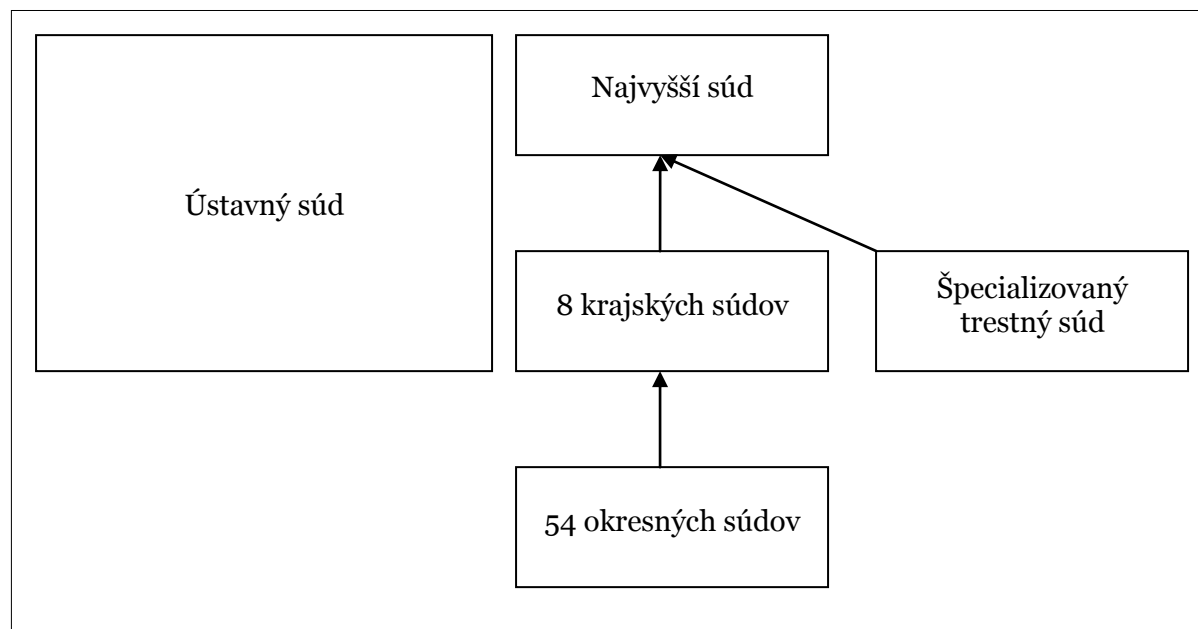 Ústavný súd
Najvyšší súd
8 krajských súdov
Špecializovaný
trestný súd
54 okresných súdov